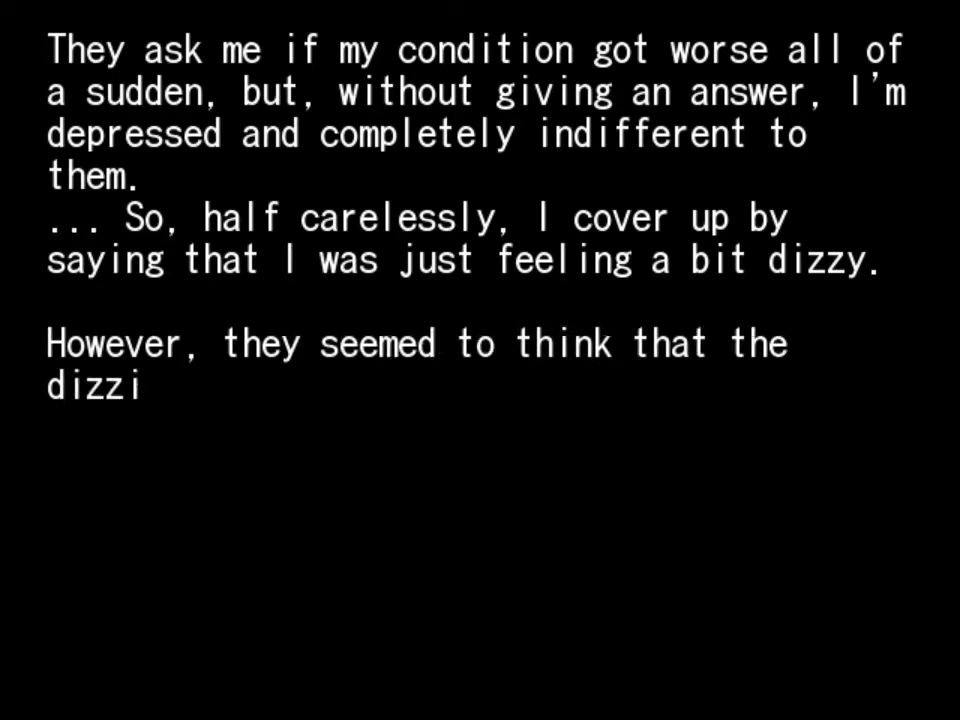 They ask me if my condition got worse all of
a sudden, but, without giving an answer, I'm
depressed and completely indifferent to
them.
... So, half carelessly, I cover up by
saying that I was just feeling a bit dizzy.
However, they seemed to think that the
dizzi